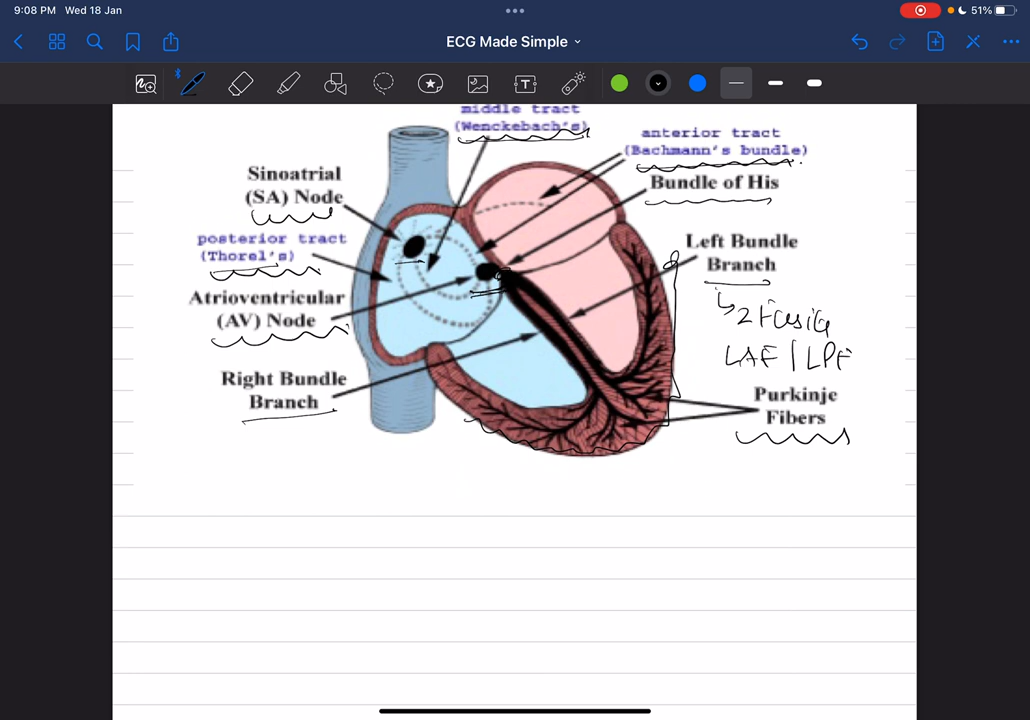 9:08 PM Wed 18 Jan
51%
ECG Made Simple
middle tract
(Wenckebach's)
anterior tract
(Bachmann's bundle)
Sinoatrial
(SA) Node
Bundle of His
posterior tract
(Thorel's)
Left Bundle
Branch
Atrioventricular
(AV) Node
2 
LAF | LPF
Right Bundle
Branch
Purkinje
Fibers